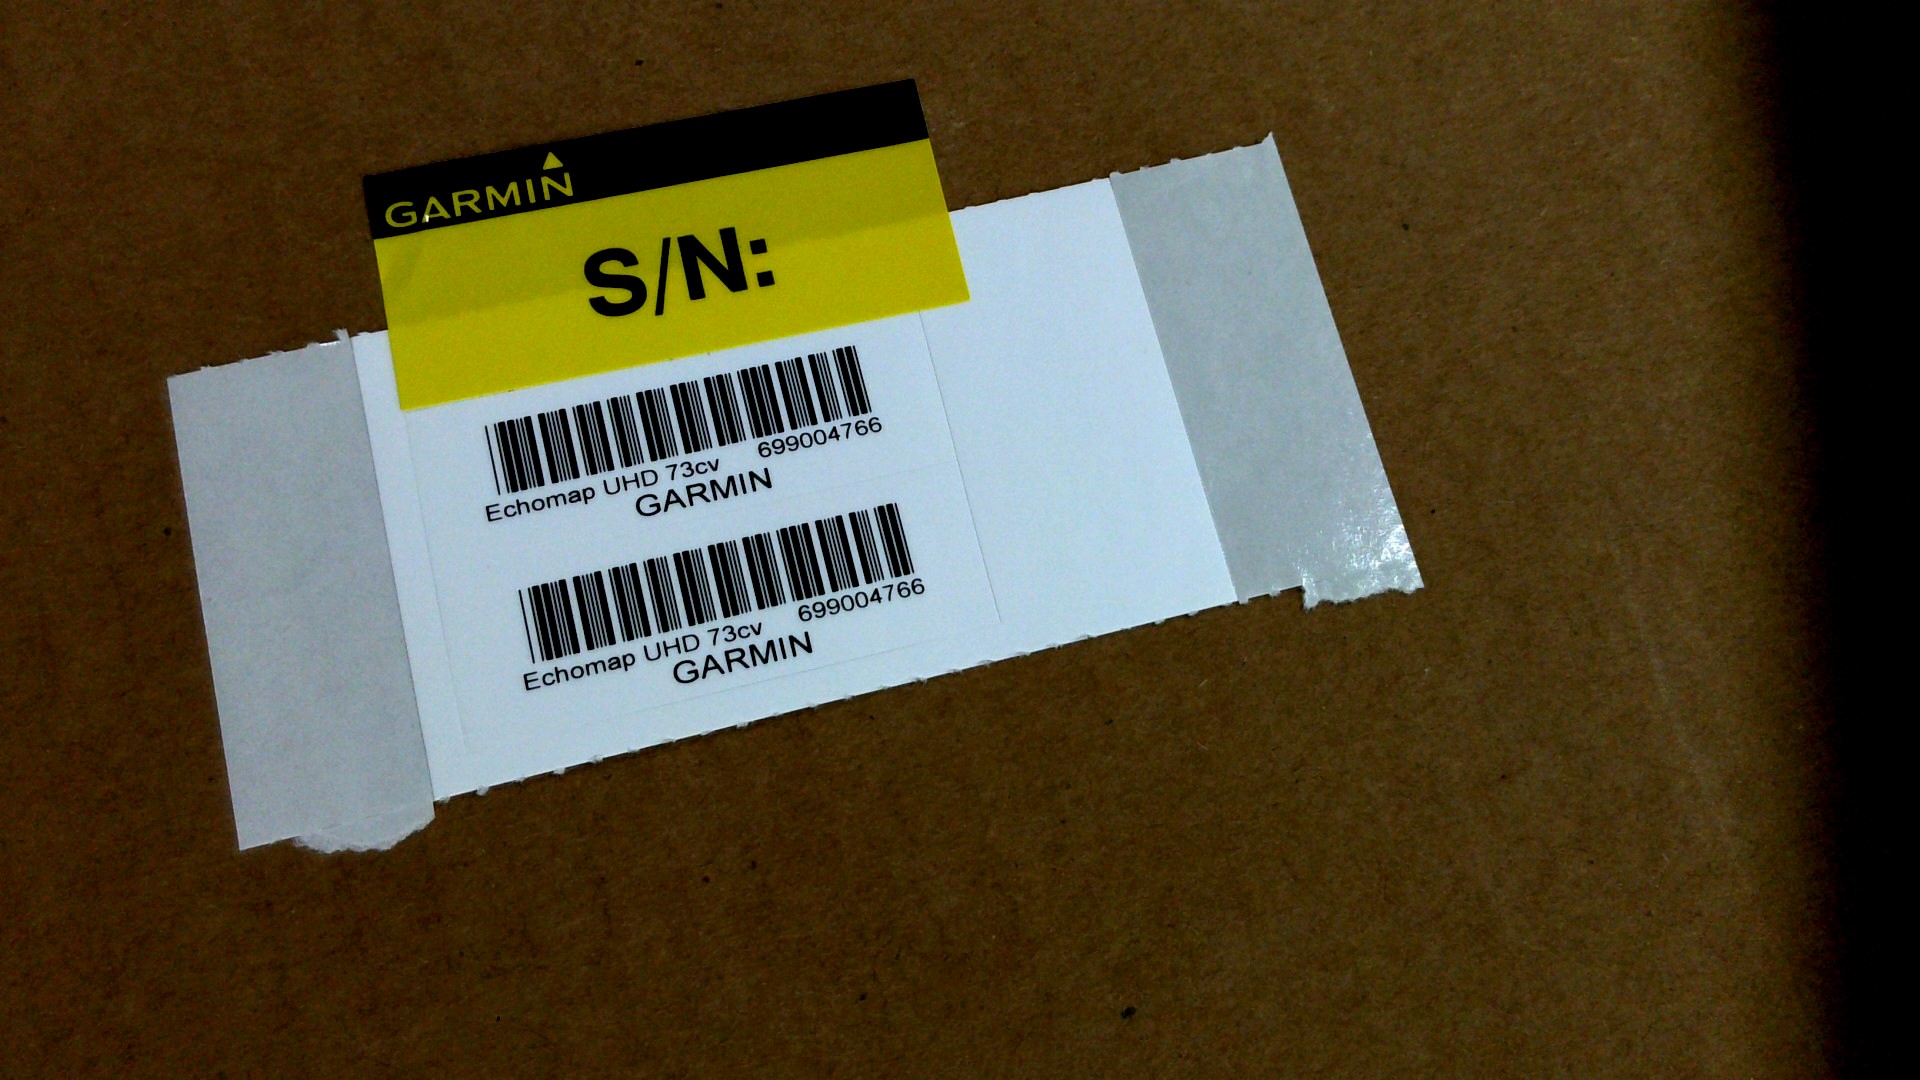 GARMIN
S/N:
Echomap UHD 73cv 699004766
GARMIN
Echomap UHD 73cv 699004766
GARMIN